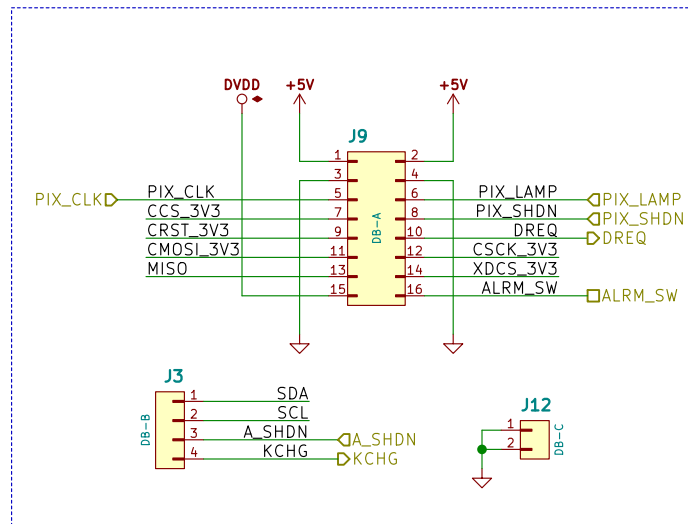 DVDD +5V +5V
J9
1 2
3 4
PIX_CLK PIX_CLK 5 6 PIX_LAMP PIX_LAMP
CCS_3V3 7 8 PIX_SHDN PIX_SHDN
CRST_3V3 9 10 DREQ DREQ
CMOSI_3V3 11 12 CSCK_3V3
MISO 13 14 XDCS_3V3
15 16 ALRM_SW ALRM_SW
DB-A
J3
1 SDA
2 SCL
3 A_SHDN A_SHDN
4 KCHG KCHG
DB-B
J12
1
2
DB-C